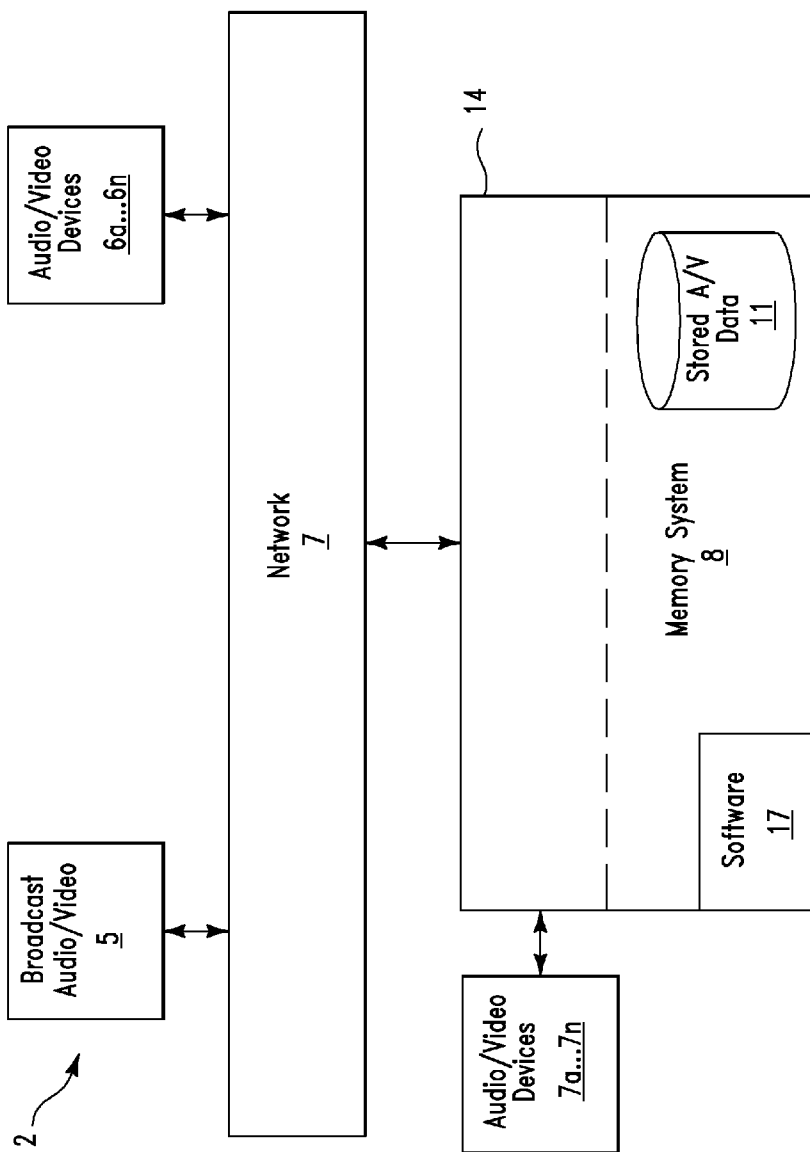 2
Broadcast
Audio/Video
5
Audio/Video
Devices
6a...6n
Network
7
Audio/Video
Devices
7a...7n
14
Software
17
Memory System
8
Stored A/V
Data
11